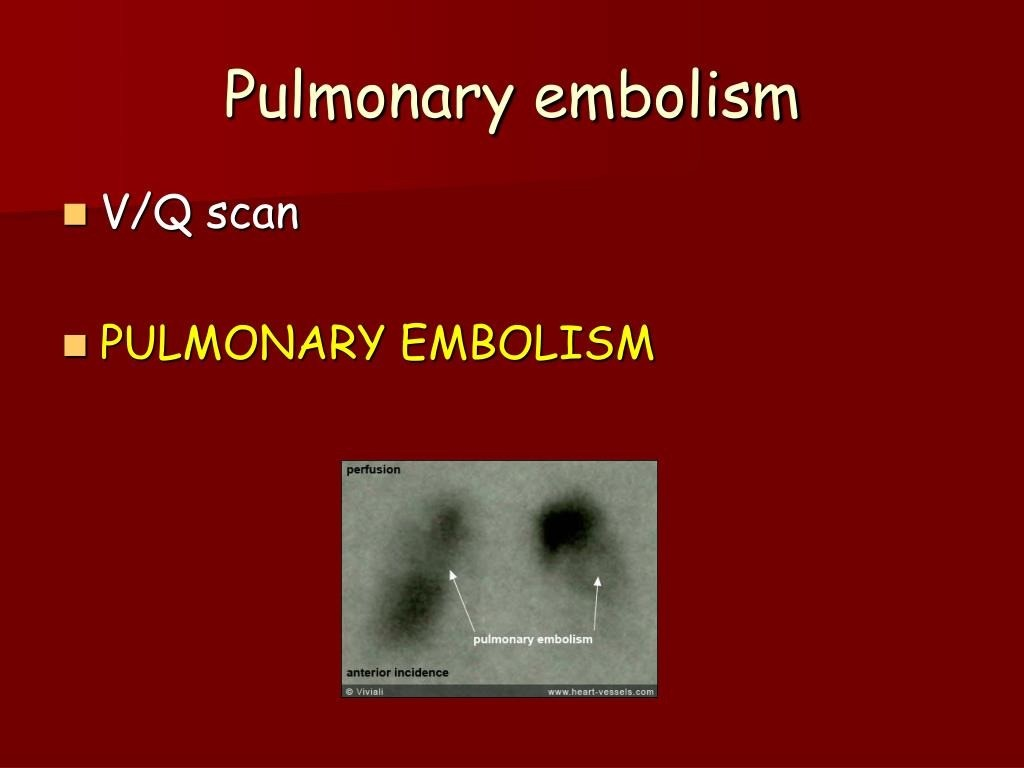 Pulmonary embolism
V/Q scan
PULMONARY EMBOLISM
perfusion
pulmonary embolism
anterior incidence
© Viviali www.heart-vessels.com